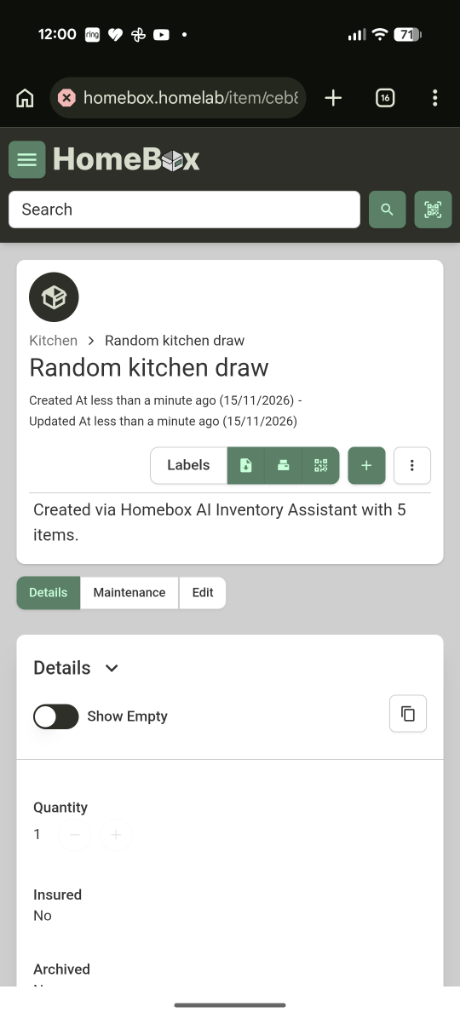 12:00
ring
71
homebox.homelab/item/ceb8
16
HomeBox
Search
Kitchen > Random kitchen draw
Random kitchen draw
Created At less than a minute ago (15/11/2026) -
Updated At less than a minute ago (15/11/2026)
Labels
Created via Homebox AI Inventory Assistant with 5
items.
Details
Maintenance
Edit
Details
Show Empty
Quantity
1
Insured
No
Archived